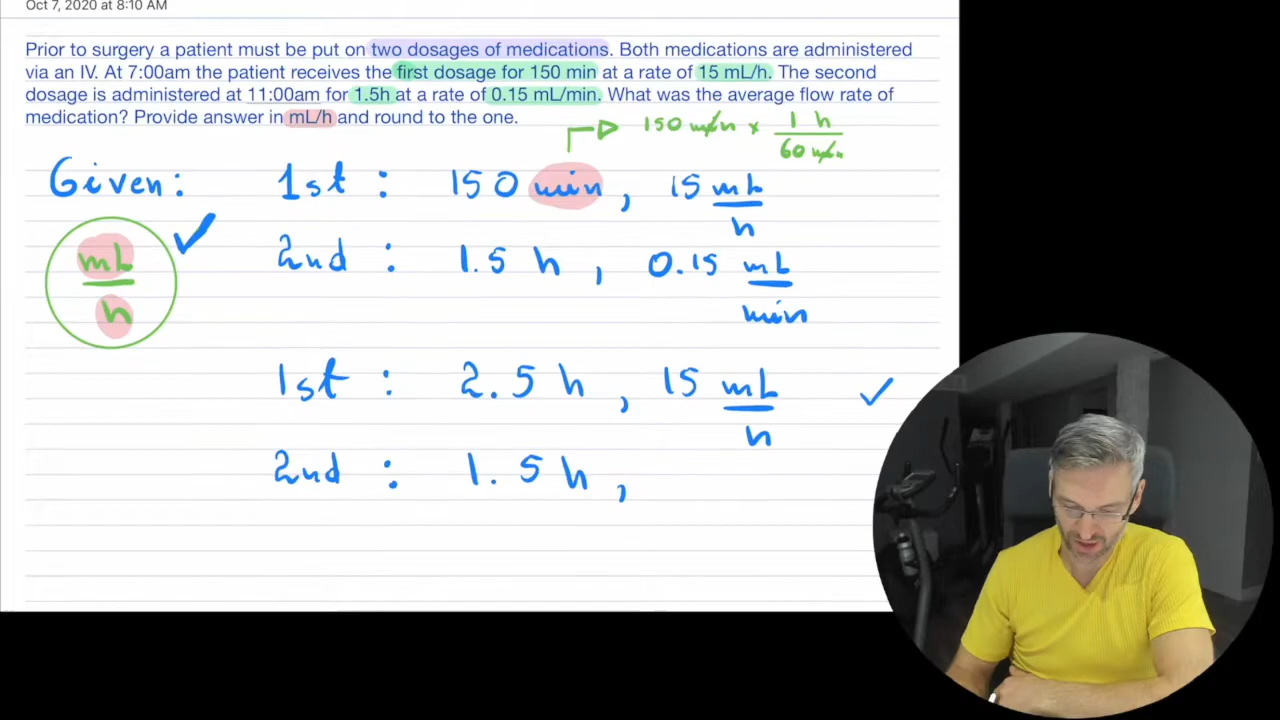 Oct 7, 2020 at 8:10 AM
Prior to surgery a patient must be put on two dosages of medications. Both medications are administered
via an IV. At 7:00am the patient receives the first dosage for 150 min at a rate of 15 mL/h. The second
dosage is administered at 11:00am for 1.5h at a rate of 0.15 mL/min. What was the average flow rate of
medication? Provide answer in mL/h and round to the one.
150 min × 1 h
60 min
Given: 1st : 150 min, 15 mL
h
mL
h
2nd : 1.5 h, 0.15 mL
min
1st : 2.5 h, 15 mL
h
2nd : 1.5 h,